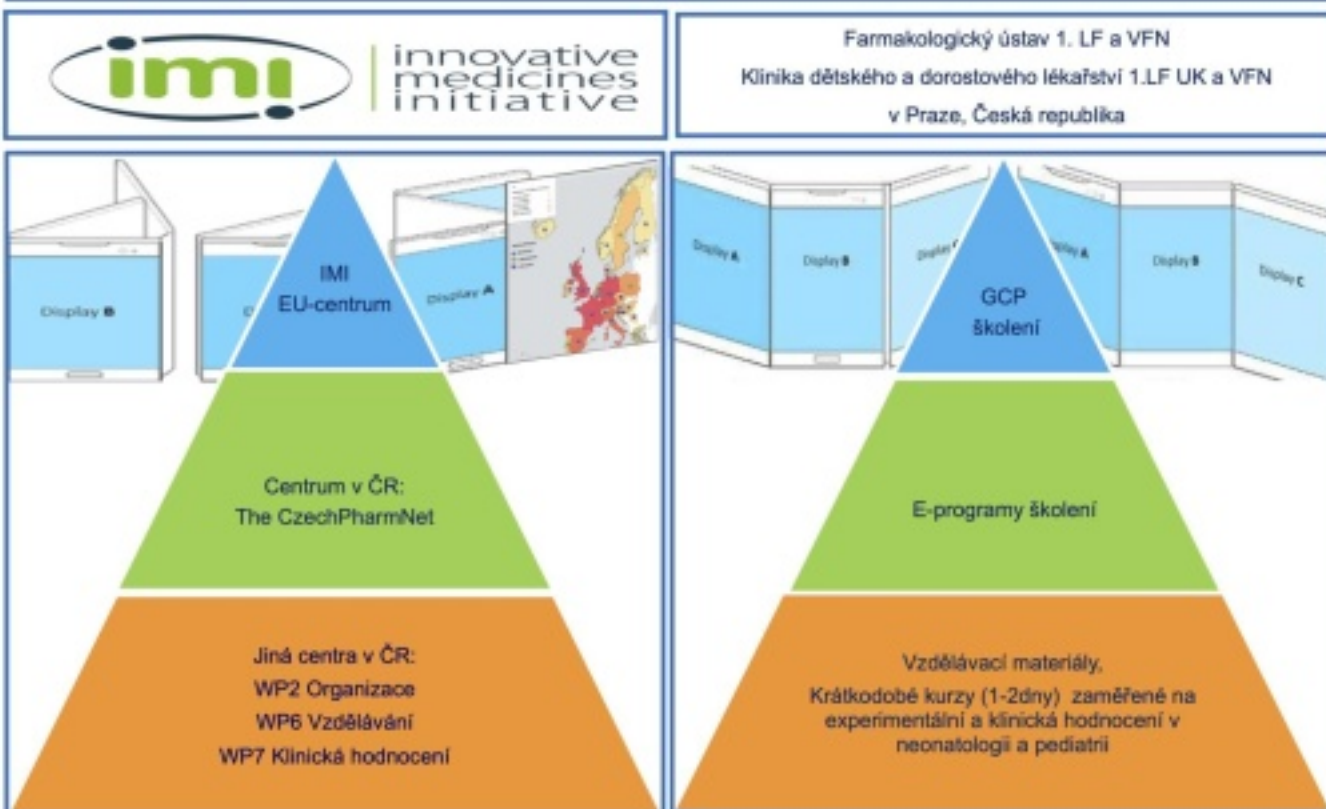 imi
innovative
medicines
initiative
Farmakologický ústav 1. LF a VFN
Klinika dětského a dorostového lékařství 1.LF UK a VFN
v Praze, Česká republika
Display B
Display A
IMI
EU-centrum
Centrum v ČR:
The CzechPharmNet
Jiná centra v ČR:
WP2 Organizace
WP6 Vzdělávání
WP7 Klinická hodnocení
Display A
Display B
Display B
Display C
GCP
školení
E-programy školení
Vzdělávací materiály,
Krátkodobé kurzy (1-2dny) zaměřené na
experimentální a klinická hodnocení v
neonatologii a pediatrii